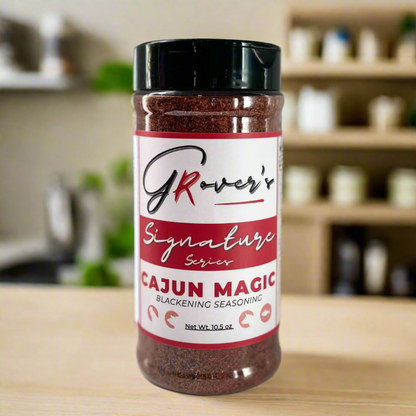 GRover's
Signature
Series
CAJUN MAGIC
BLACKENING SEASONING
Net Wt. 10.5 oz